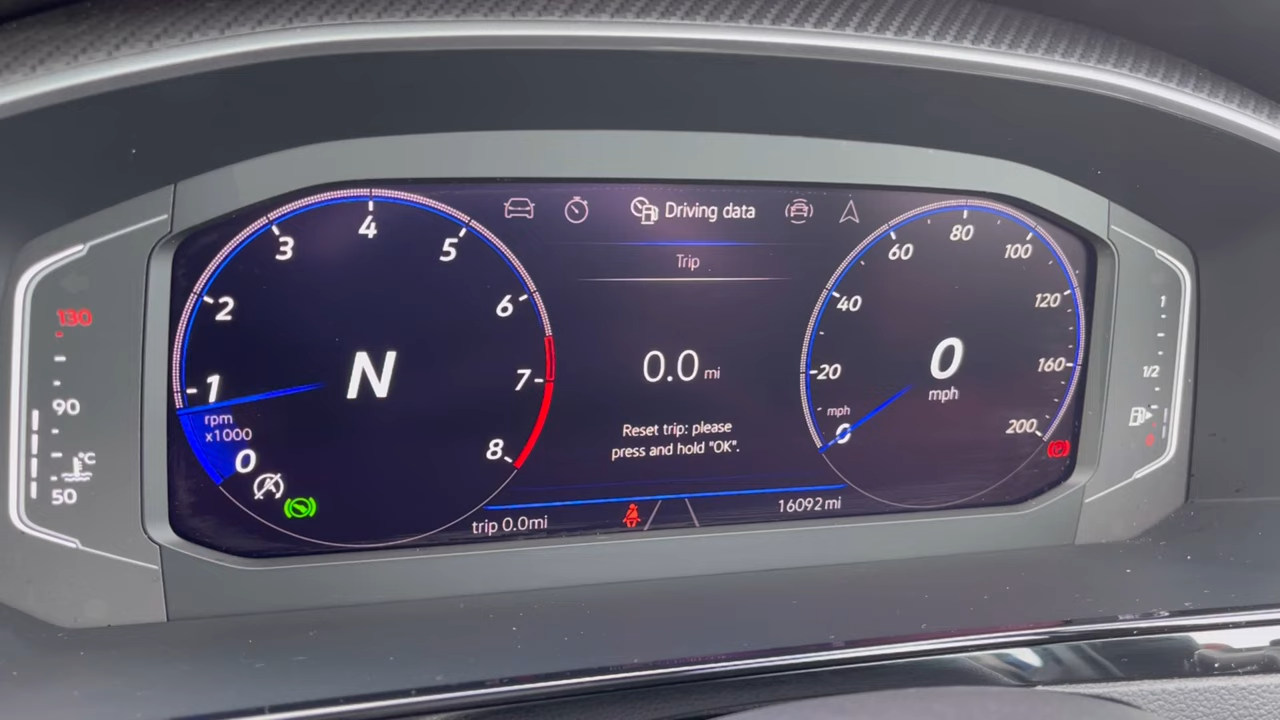 Driving data
Trip
0.0 mi
Reset trip: please
press and hold "OK".
trip 0.0mi
16092 mi
N
rpm
x1000
0
1
2
3
4
5
6
7
8
0
mph
mph
0
20
40
60
80
100
120
160
200
130
90
°C
50
1
1/2